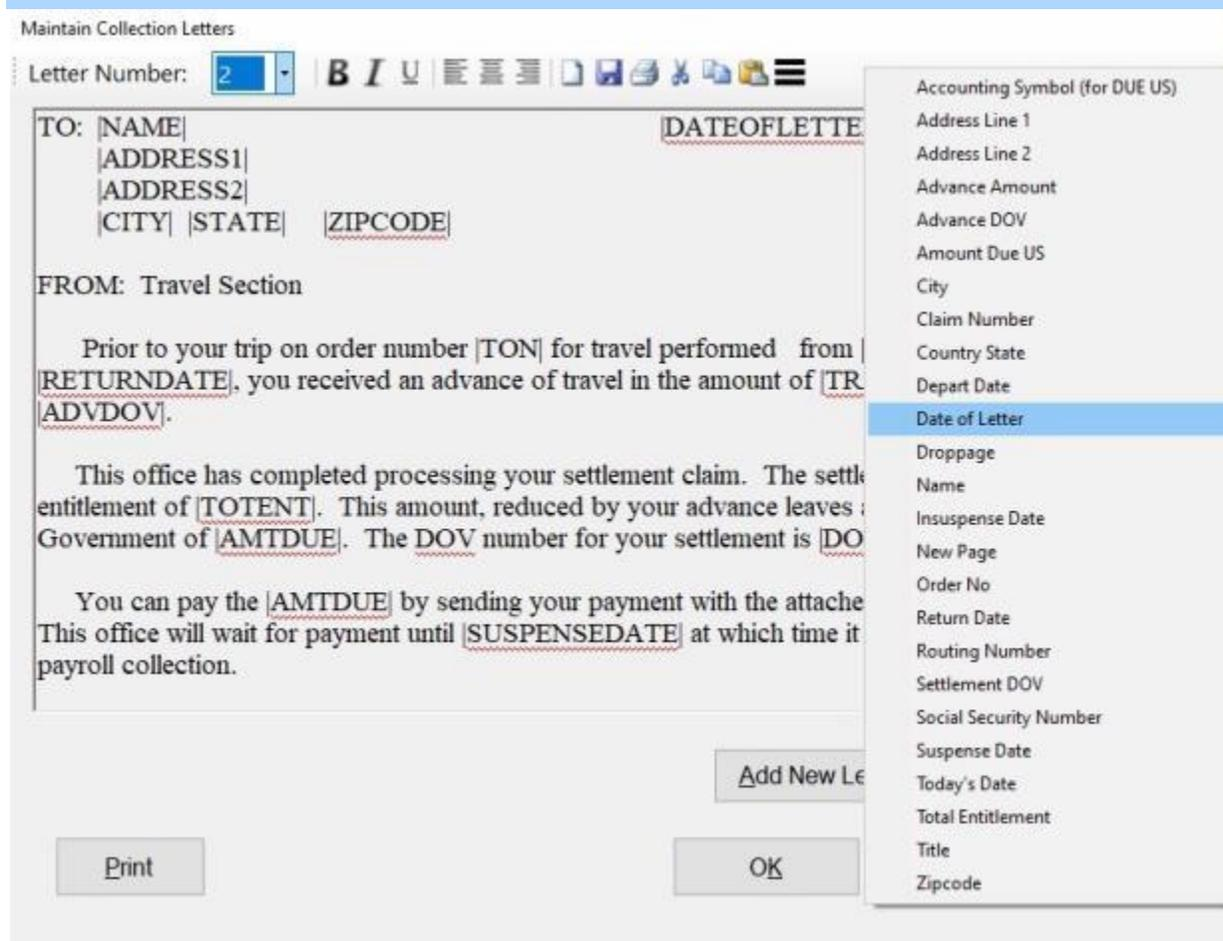 Maintain Collection Letters
Letter Number: 2 B I U
TO: |NAME| |DATEOFLETTE
|ADDRESS1|
|ADDRESS2|
|CITY| |STATE| |ZIPCODE|
FROM: Travel Section
Prior to your trip on order number |TON| for travel performed from |
|RETURNDATE|, you received an advance of travel in the amount of |TR
|ADVDOV|.
This office has completed processing your settlement claim. The settle
entitlement of |TOTENT|. This amount, reduced by your advance leaves
Government of |AMTDUE|. The DOV number for your settlement is |DO
You can pay the |AMTDUE| by sending your payment with the attache
This office will wait for payment until |SUSPENSEDATE| at which time it
payroll collection.
Add New Le
Print
OK
Accounting Symbol (for DUE US)
Address Line 1
Address Line 2
Advance Amount
Advance DOV
Amount Due US
City
Claim Number
Country State
Depart Date
Date of Letter
Droppage
Name
Insuspense Date
New Page
Order No
Return Date
Routing Number
Settlement DOV
Social Security Number
Suspense Date
Today's Date
Total Entitlement
Title
Zipcode